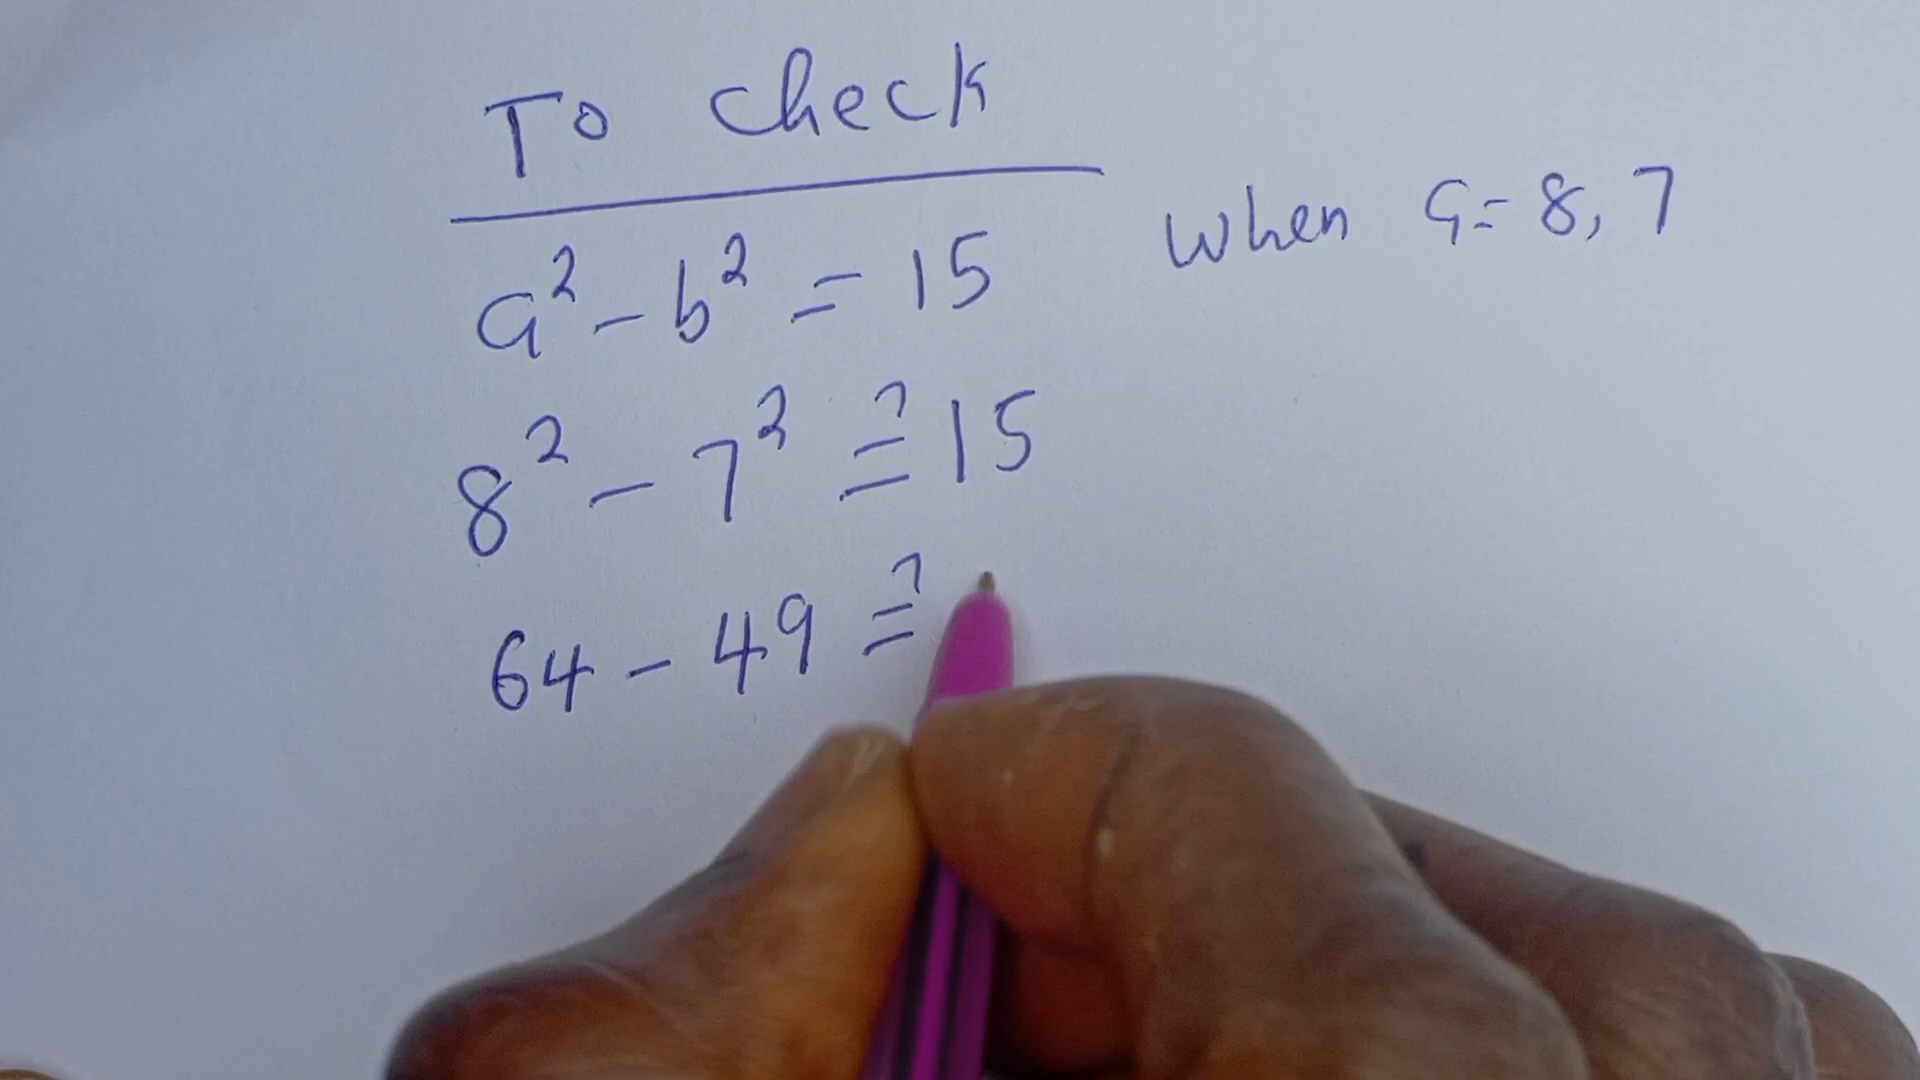 To check
a² - b² = 15 When a = 8, 7
8² - 7² ≟ 15
64 - 49 ≟